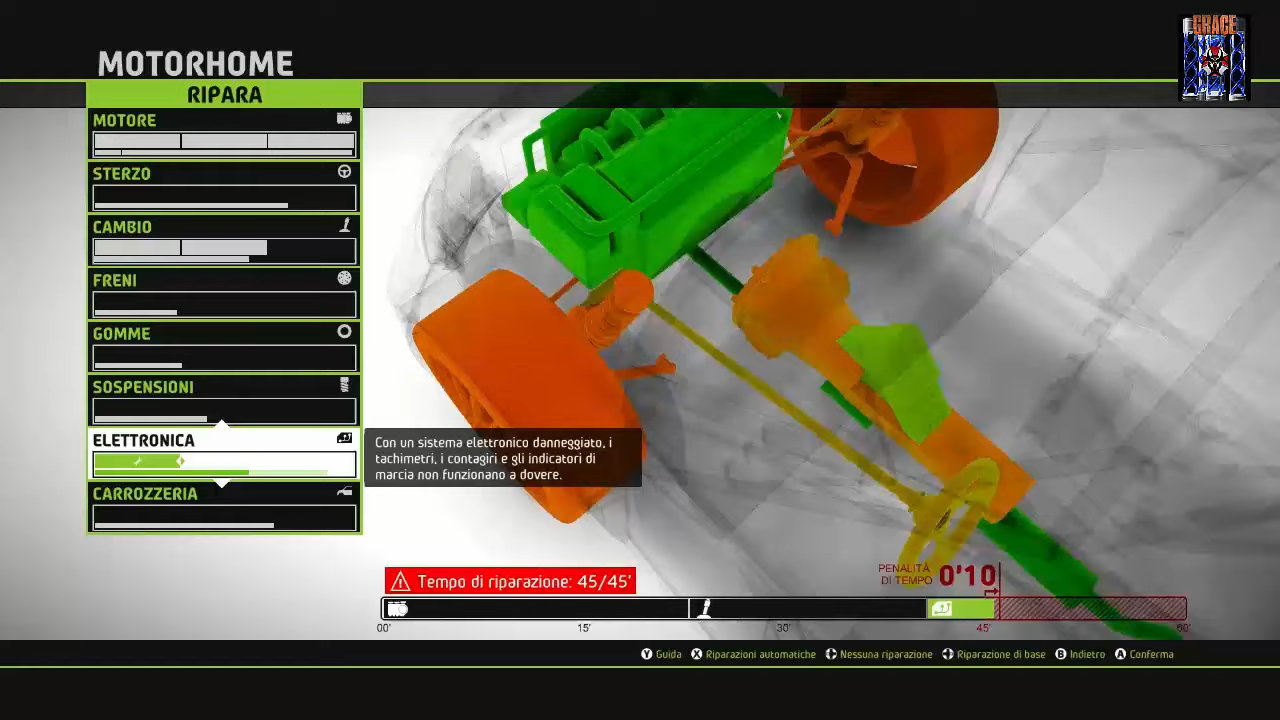 GRACE
MOTORHOME
RIPARA
MOTORE
STERZO
CAMBIO
FRENI
GOMME
SOSPENSIONI
ELETTRONICA
CARROZZERIA
Con un sistema elettronico danneggiato, i
tachimetri, i contagiri e gli indicatori di
marcia non funzionano a dovere.
Tempo di riparazione: 45/45'
PENALITÀ
DI TEMPO 0'10
00' 15' 30' 45' 60'
Y Guida X Riparazioni automatiche Nessuna riparazione Riparazione di base B Indietro A Conferma